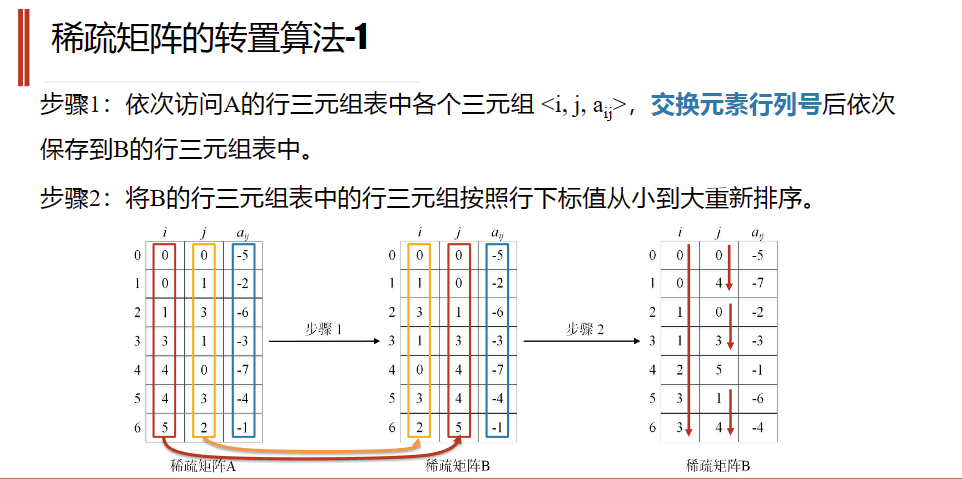 稀疏矩阵的转置算法-1
步骤1：依次访问A的行三元组表中各个三元组 <i, j, aij>，交换元素行列号后依次
保存到B的行三元组表中。
步骤2：将B的行三元组表中的行三元组按照行下标值从小到大重新排序。
i j aij
0 0 0 -5
1 0 1 -2
2 1 3 -6
3 3 1 -3
4 4 0 -7
5 4 3 -4
6 5 2 -1
稀疏矩阵A
步骤 1
i j aij
0 0 0 -5
1 1 0 -2
2 3 1 -6
3 1 3 -3
4 0 4 -7
5 3 4 -4
6 2 5 -1
稀疏矩阵B
步骤 2
i j aij
0 0 0 -5
1 0 4 -7
2 1 0 -2
3 1 3 -3
4 2 5 -1
5 3 1 -6
6 3 4 -4
稀疏矩阵B